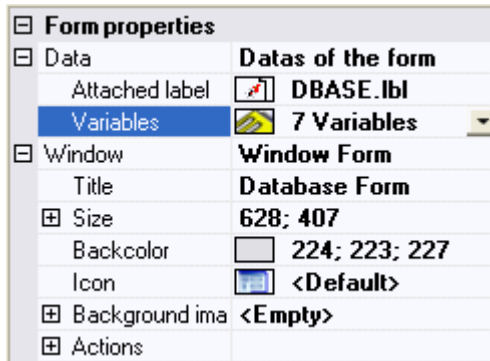 Form properties
Data Datas of the form
Attached label DBASE.lbl
Variables 7 Variables
Window Window Form
Title Database Form
Size 628; 407
Backcolor 224; 223; 227
Icon <Default>
Background ima <Empty>
Actions